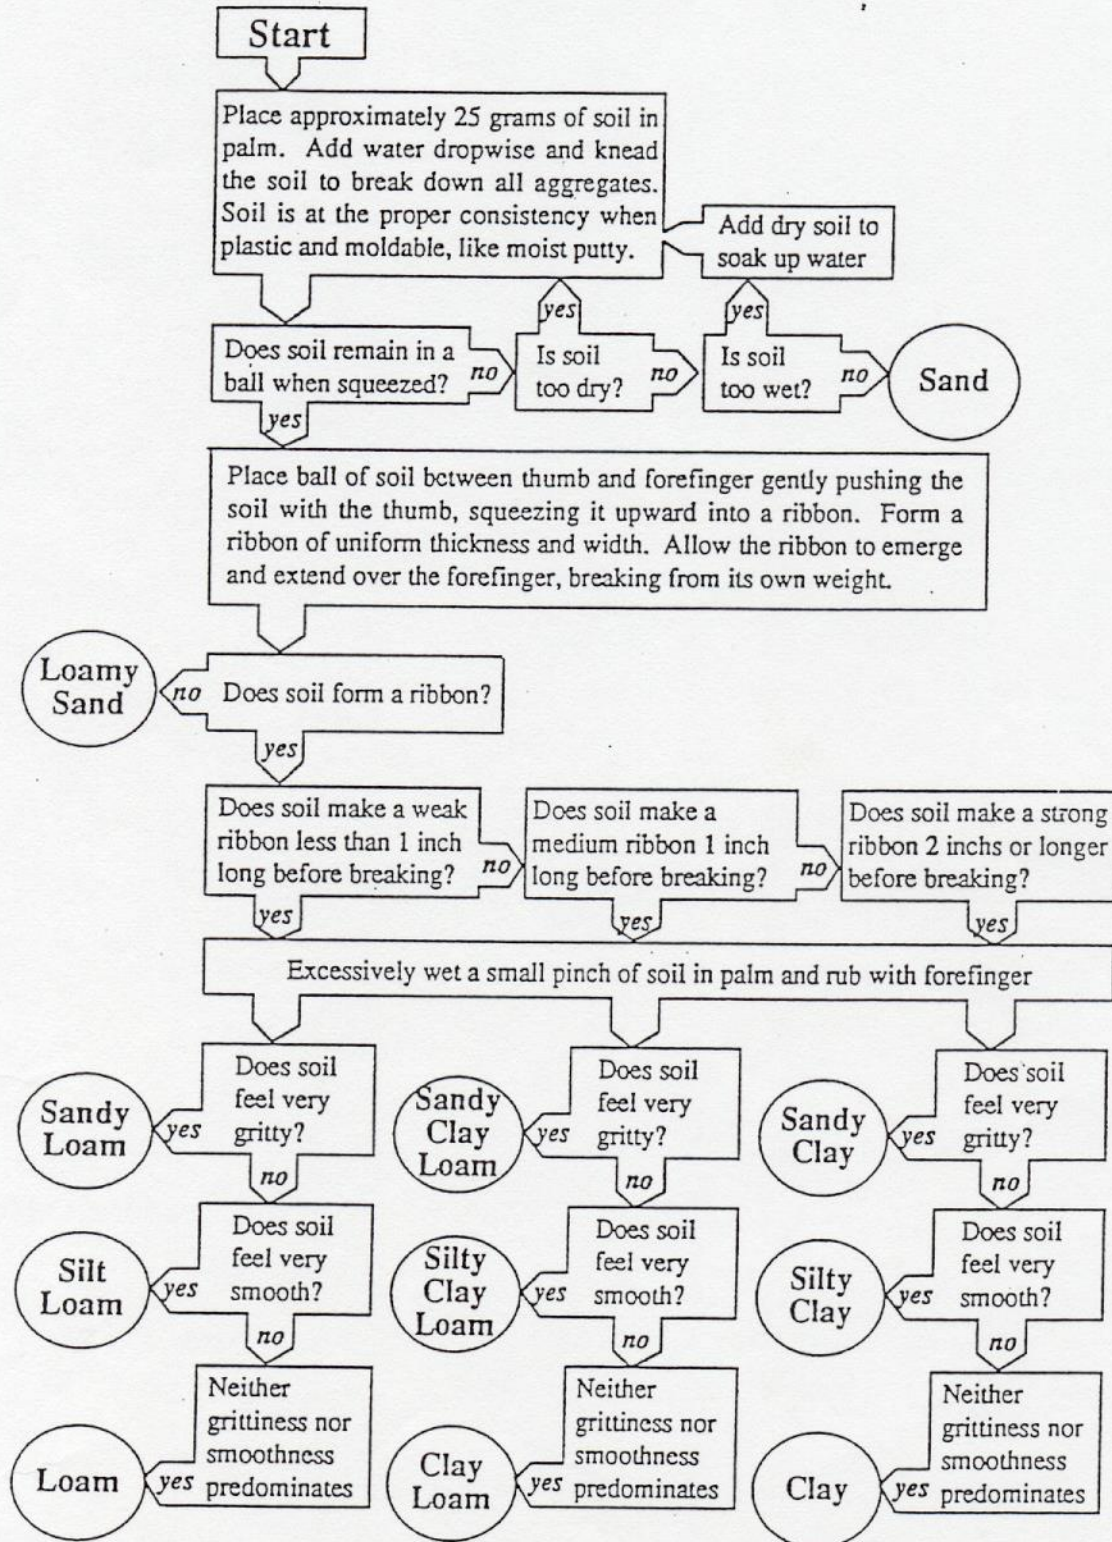 Start
Place approximately 25 grams of soil in
palm. Add water dropwise and knead
the soil to break down all aggregates.
Soil is at the proper consistency when
plastic and moldable, like moist putty.
Add dry soil to
soak up water
yes
yes
Does soil remain in a
ball when squeezed?
no
Is soil
too dry?
no
Is soil
too wet?
no
Sand
yes
Place ball of soil between thumb and forefinger gently pushing the
soil with the thumb, squeezing it upward into a ribbon. Form a
ribbon of uniform thickness and width. Allow the ribbon to emerge
and extend over the forefinger, breaking from its own weight.
Loamy
Sand
no
Does soil form a ribbon?
yes
Does soil make a weak
ribbon less than 1 inch
long before breaking?
no
Does soil make a
medium ribbon 1 inch
long before breaking?
no
Does soil make a strong
ribbon 2 inchs or longer
before breaking?
yes
yes
yes
Excessively wet a small pinch of soil in palm and rub with forefinger
Sandy
Loam
yes
Does soil
feel very
gritty?
Sandy
Clay
Loam
yes
Does soil
feel very
gritty?
Sandy
Clay
yes
Does soil
feel very
gritty?
no
no
no
Silt
Loam
yes
Does soil
feel very
smooth?
Silty
Clay
Loam
yes
Does soil
feel very
smooth?
Silty
Clay
yes
Does soil
feel very
smooth?
no
no
no
Loam
yes
Neither
grittiness nor
smoothness
predominates
Clay
Loam
yes
Neither
grittiness nor
smoothness
predominates
Clay
yes
Neither
grittiness nor
smoothness
predominates